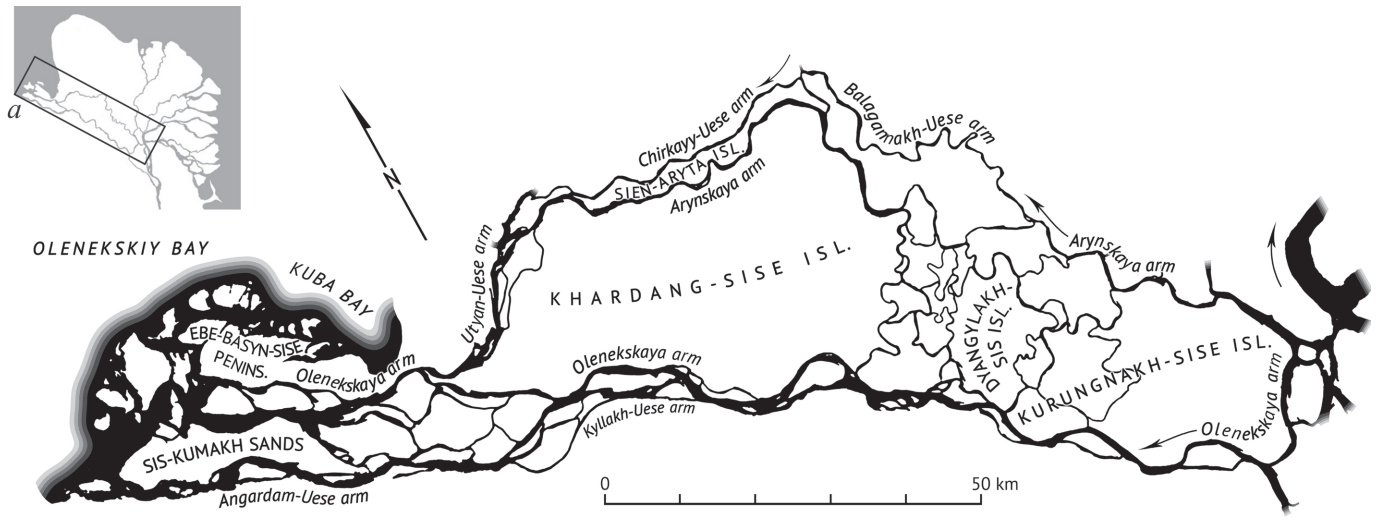 a
N
OLENEKSKIY BAY
KUBA BAY
EBE-BASYN-SISE
PENINS.
Olenekskaya arm
SIS-KUMAKH SANDS
Angardam-Uese arm
Utyan-Uese arm
Chirkayy-Uese arm
SIEN-ARYTA ISL.
Arynskaya arm
Balagannakh-Uese arm
KHARDANG-SISE ISL.
Olenekskaya arm
Kyllakh-Uese arm
Arynskaya arm
DYANGYLAKH-
SIS ISL.
KURUNGNAKH-SISE ISL.
Olenekskaya arm
0 50 km